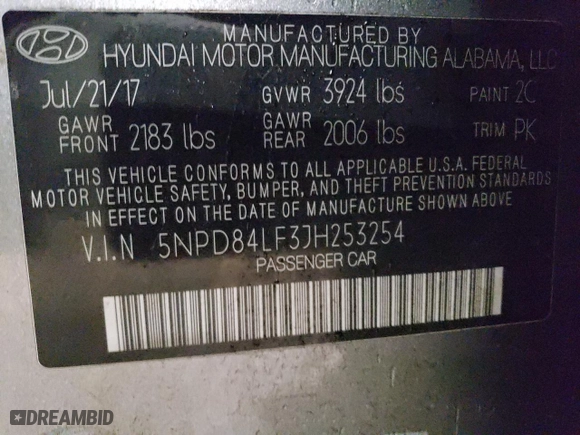 MANUFACTURED BY
HYUNDAI MOTOR MANUFACTURING ALABAMA, LLC
Jul/21/17 GVWR 3924 lbs PAINT 2C
GAWR FRONT 2183 lbs GAWR REAR 2006 lbs TRIM PK
THIS VEHICLE CONFORMS TO ALL APPLICABLE U.S.A. FEDERAL
MOTOR VEHICLE SAFETY, BUMPER, AND THEFT PREVENTION STANDARDS
IN EFFECT ON THE DATE OF MANUFACTURE SHOWN ABOVE
V.I.N 5NPD84LF3JH253254
PASSENGER CAR
DREAMBID